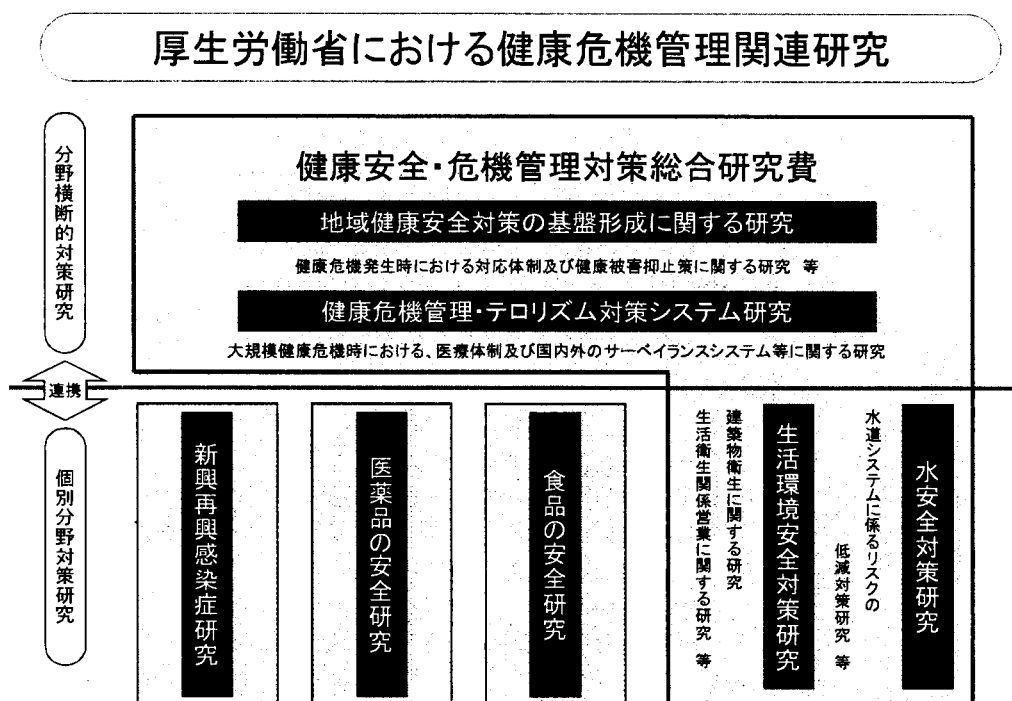 厚生労働省における健康危機管理関連研究
分野横断的対策研究
健康安全・危機管理対策総合研究費
地域健康安全対策の基盤形成に関する研究
健康危機発生時における対応体制及び健康被害抑止策に関する研究 等
健康危機管理・テロリズム対策システム研究
大規模健康危機時における、医療体制及び国内外のサーベイランスシステム等に関する研究
連携
個別分野対策研究
新興再興感染症研究
医薬品の安全研究
食品の安全研究
生活環境安全対策研究
建築物衛生に関する研究
生活衛生関係営業に関する研究 等
水安全対策研究
水道システムに係るリスクの
低減対策研究 等